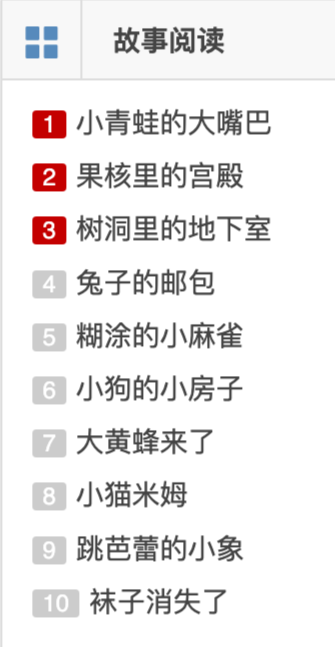 故事阅读
1 小青蛙的大嘴巴
2 果核里的宫殿
3 树洞里的地下室
4 兔子的邮包
5 糊涂的小麻雀
6 小狗的小房子
7 大黄蜂来了
8 小猫米姆
9 跳芭蕾的小象
10 袜子消失了